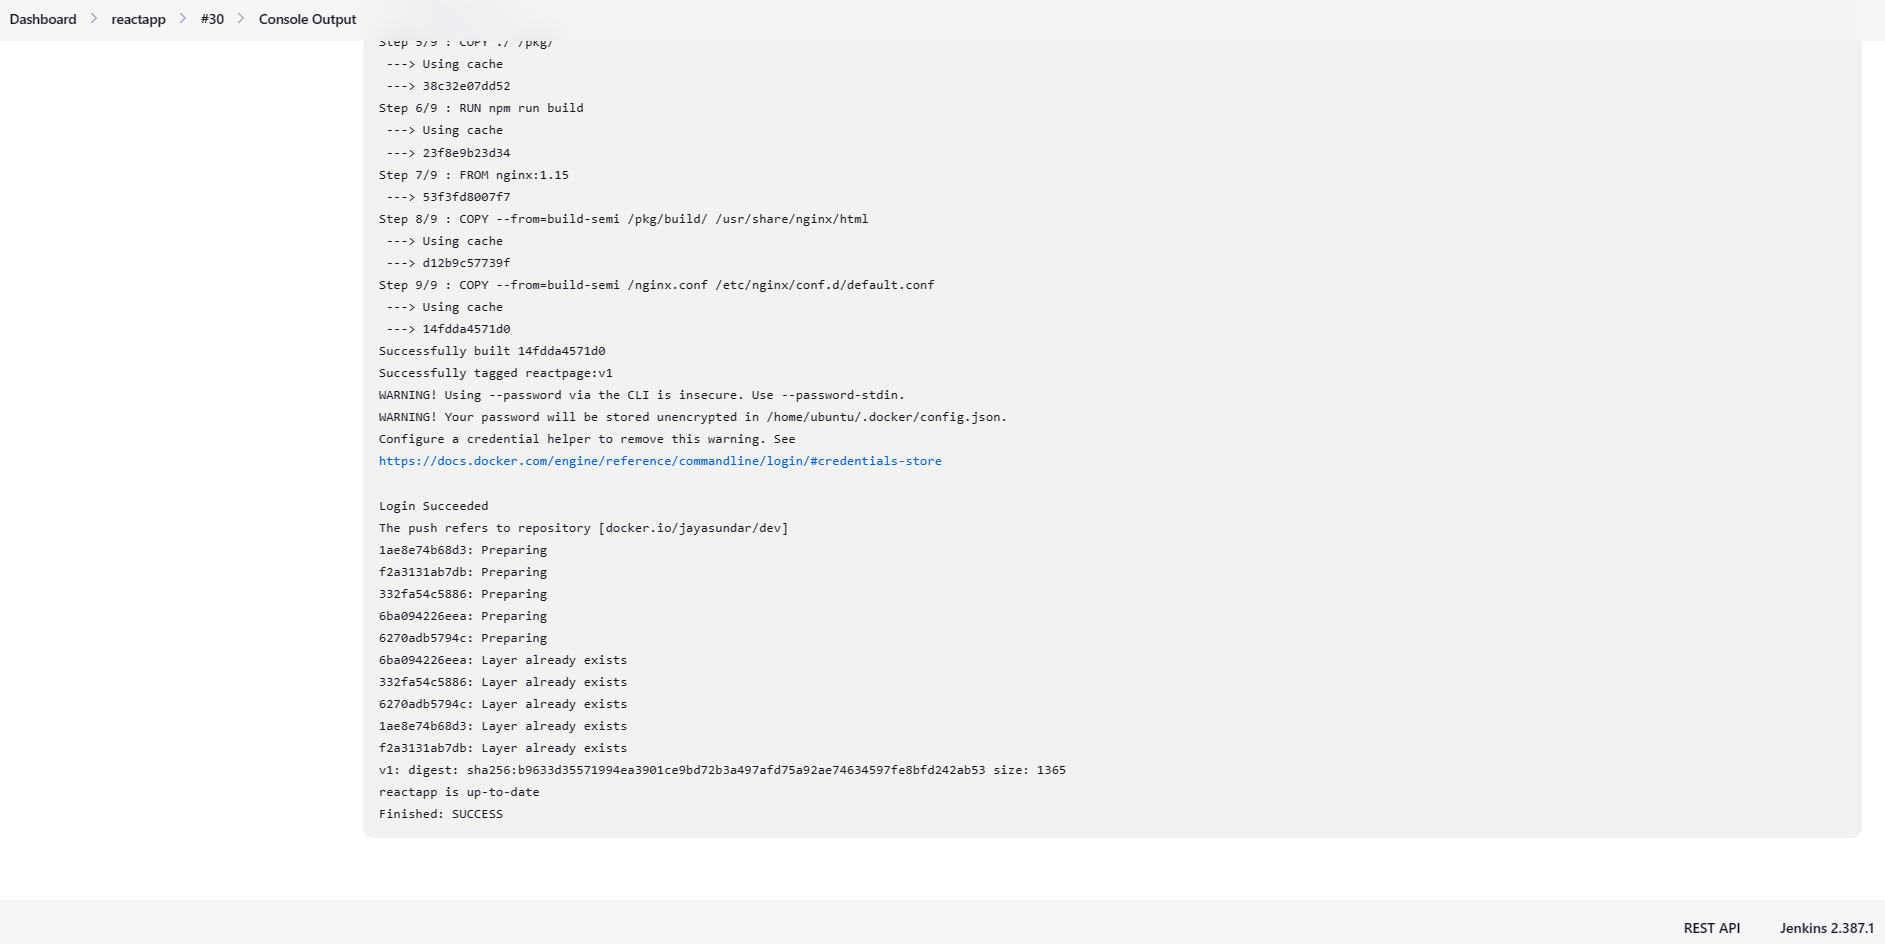 Dashboard > reactapp > #30 > Console Output
Step 5/9 : COPY ./ /pkg/
 ---> Using cache
 ---> 38c32e07dd52
Step 6/9 : RUN npm run build
 ---> Using cache
 ---> 23f8e9b23d34
Step 7/9 : FROM nginx:1.15
 ---> 53f3fd8007f7
Step 8/9 : COPY --from=build-semi /pkg/build/ /usr/share/nginx/html
 ---> Using cache
 ---> d12b9c57739f
Step 9/9 : COPY --from=build-semi /nginx.conf /etc/nginx/conf.d/default.conf
 ---> Using cache
 ---> 14fdda4571d0
Successfully built 14fdda4571d0
Successfully tagged reactpage:v1
WARNING! Using --password via the CLI is insecure. Use --password-stdin.
WARNING! Your password will be stored unencrypted in /home/ubuntu/.docker/config.json.
Configure a credential helper to remove this warning. See
https://docs.docker.com/engine/reference/commandline/login/#credentials-store
Login Succeeded
The push refers to repository [docker.io/jayasundar/dev]
1ae8e74b68d3: Preparing
f2a3131ab7db: Preparing
332fa54c5886: Preparing
6ba094226eea: Preparing
6270adb5794c: Preparing
6ba094226eea: Layer already exists
332fa54c5886: Layer already exists
6270adb5794c: Layer already exists
1ae8e74b68d3: Layer already exists
f2a3131ab7db: Layer already exists
v1: digest: sha256:b9633d35571994ea3901ce9bd72b3a497afd75a92ae74634597fe8bfd242ab53 size: 1365
reactapp is up-to-date
Finished: SUCCESS
REST API
Jenkins 2.387.1